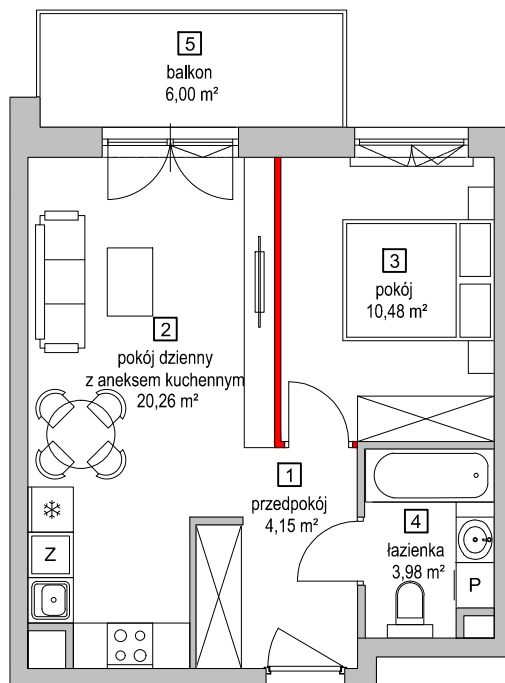 5
balkon
6,00 m²
3
pokój
10,48 m²
2
pokój dzienny
z aneksem kuchennym
20,26 m²
1
przedpokój
4,15 m²
4
łazienka
3,98 m²
Z
P